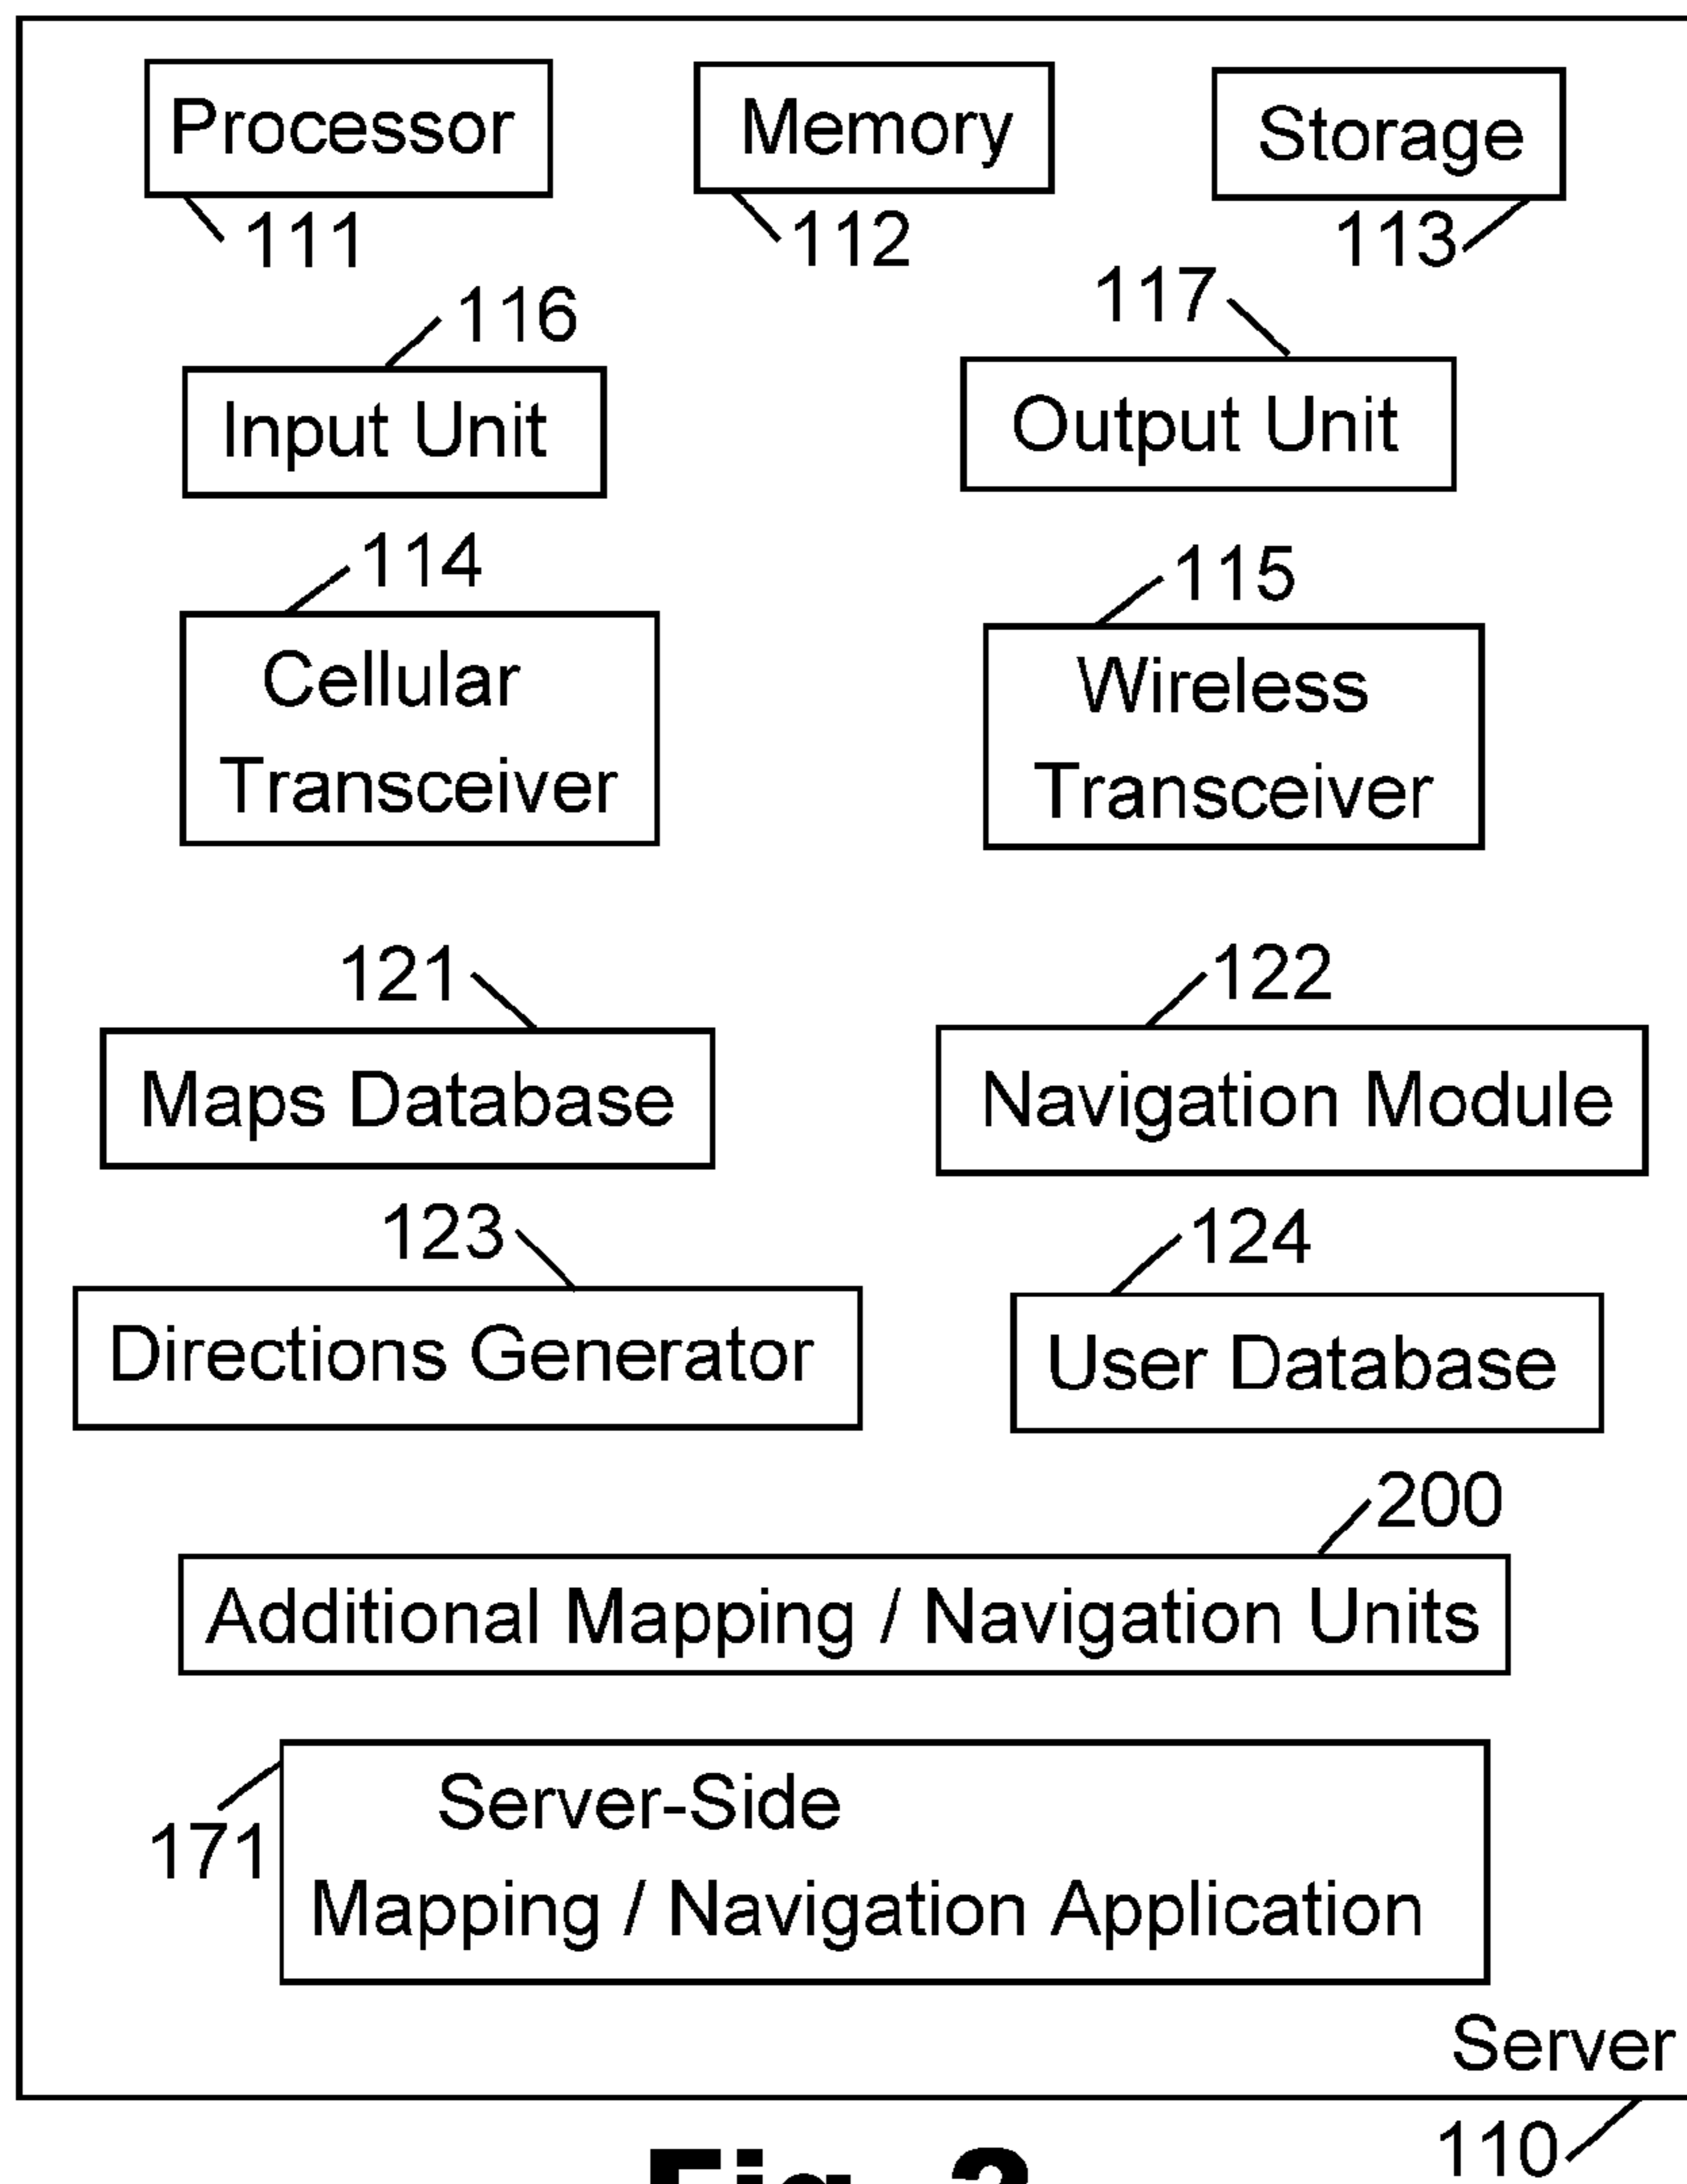 Processor
Memory
Storage
111
112
113
116
117
Input Unit
Output Unit
114
115
Cellular
Transceiver
Wireless
Transceiver
121
122
Maps Database
Navigation Module
123
124
Directions Generator
User Database
200
Additional Mapping / Navigation Units
171
Server-Side
Mapping / Navigation Application
Server
110